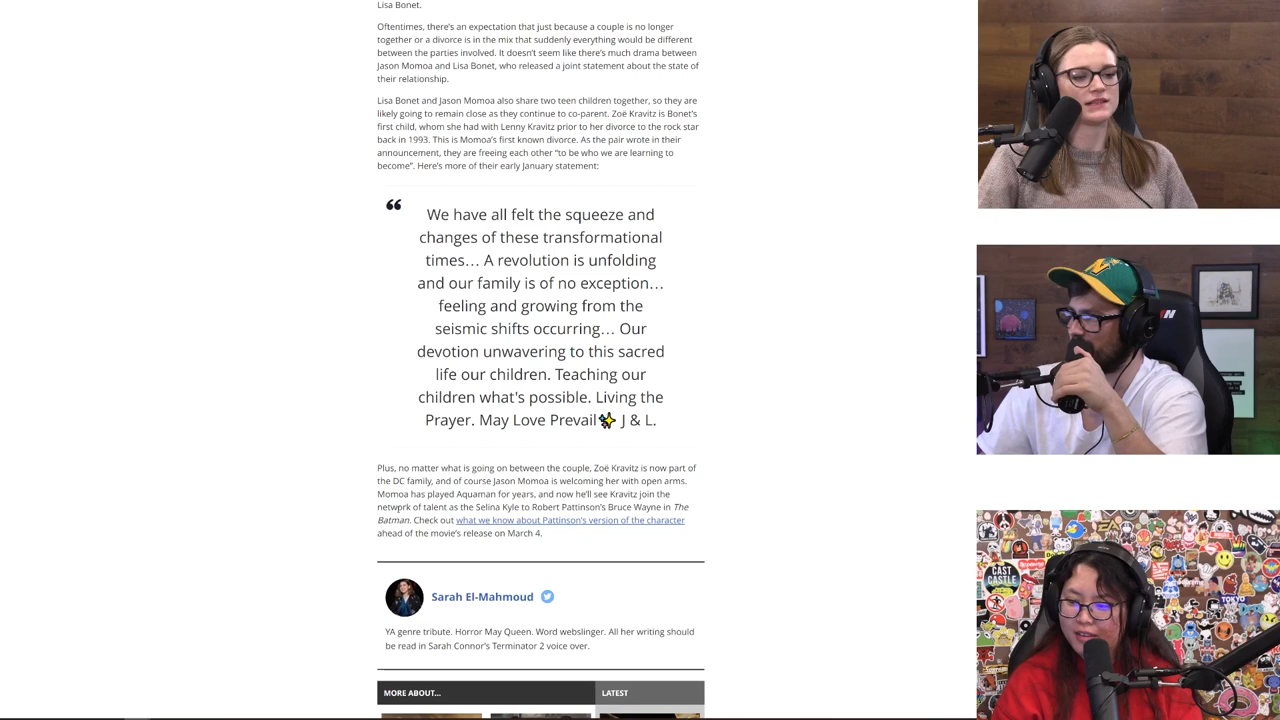 Lisa Bonet.
Oftentimes, there's an expectation that just because a couple is no longer
together or a divorce is in the mix that suddenly everything would be different
between the parties involved. It doesn't seem like there's much drama between
Jason Momoa and Lisa Bonet, who released a joint statement about the state of
their relationship.
Lisa Bonet and Jason Momoa also share two teen children together, so they are
likely going to remain close as they continue to co-parent. Zoë Kravitz is Bonet's
first child, whom she had with Lenny Kravitz prior to her divorce to the rock star
back in 1993. This is Momoa's first known divorce. As the pair wrote in their
announcement, they are freeing each other "to be who we are learning to
become". Here's more of their early January statement:
“ We have all felt the squeeze and
changes of these transformational
times… A revolution is unfolding
and our family is of no exception…
feeling and growing from the
seismic shifts occurring… Our
devotion unwavering to this sacred
life our children. Teaching our
children what's possible. Living the
Prayer. May Love Prevail✨ J & L.
Plus, no matter what is going on between the couple, Zoë Kravitz is now part of
the DC family, and of course Jason Momoa is welcoming her with open arms.
Momoa has played Aquaman for years, and now he'll see Kravitz join the
network of talent as the Selina Kyle to Robert Pattinson's Bruce Wayne in The
Batman. Check out what we know about Pattinson's version of the character
ahead of the movie's release on March 4.
Sarah El-Mahmoud
YA genre tribute. Horror May Queen. Word webslinger. All her writing should
be read in Sarah Connor's Terminator 2 voice over.
MORE ABOUT... LATEST
CAST
CASTLE
TOKYO